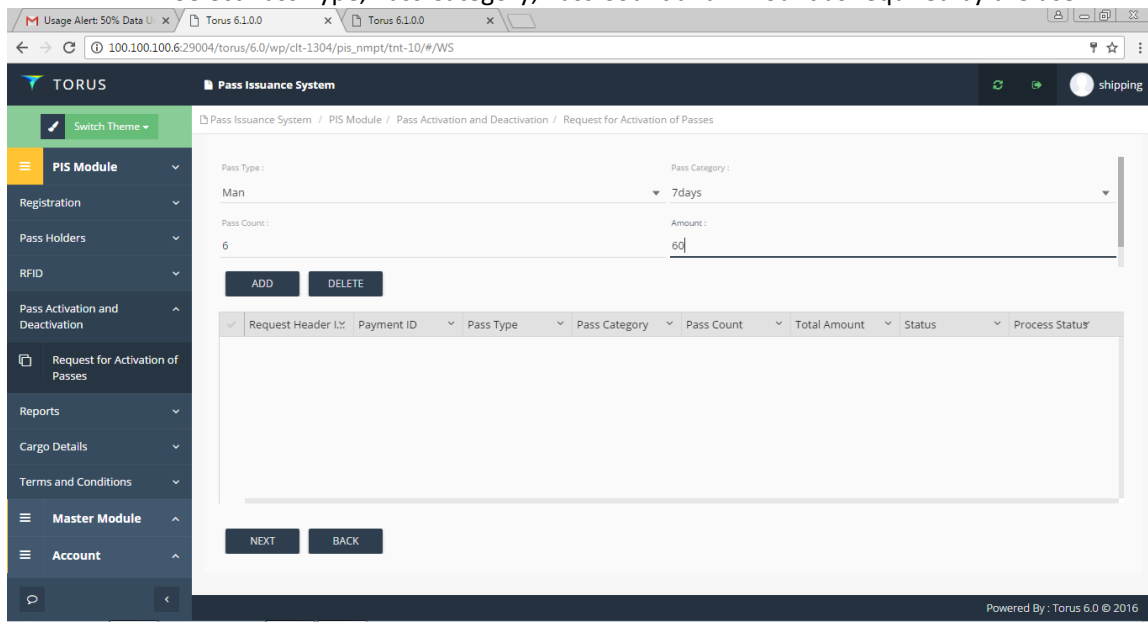 Usage Alert: 50% Data U
Torus 6.1.0.0
Torus 6.1.0.0
100.100.100.6:29004/torus/6.0/wp/clt-1304/pis_nmpt/tnt-10/#/WS
TORUS
Pass Issuance System
shipping
Switch Theme
Pass Issuance System / PIS Module / Pass Activation and Deactivation / Request for Activation of Passes
PIS Module
Registration
Pass Holders
RFID
Pass Activation and
Deactivation
Request for Activation of
Passes
Reports
Cargo Details
Terms and Conditions
Master Module
Account
Pass Type :
Pass Category :
Man
7days
Pass Count :
Amount :
6
60
ADD DELETE
Request Header I.. Payment ID Pass Type Pass Category Pass Count Total Amount Status Process Status
NEXT BACK
Powered By : Torus 6.0 © 2016